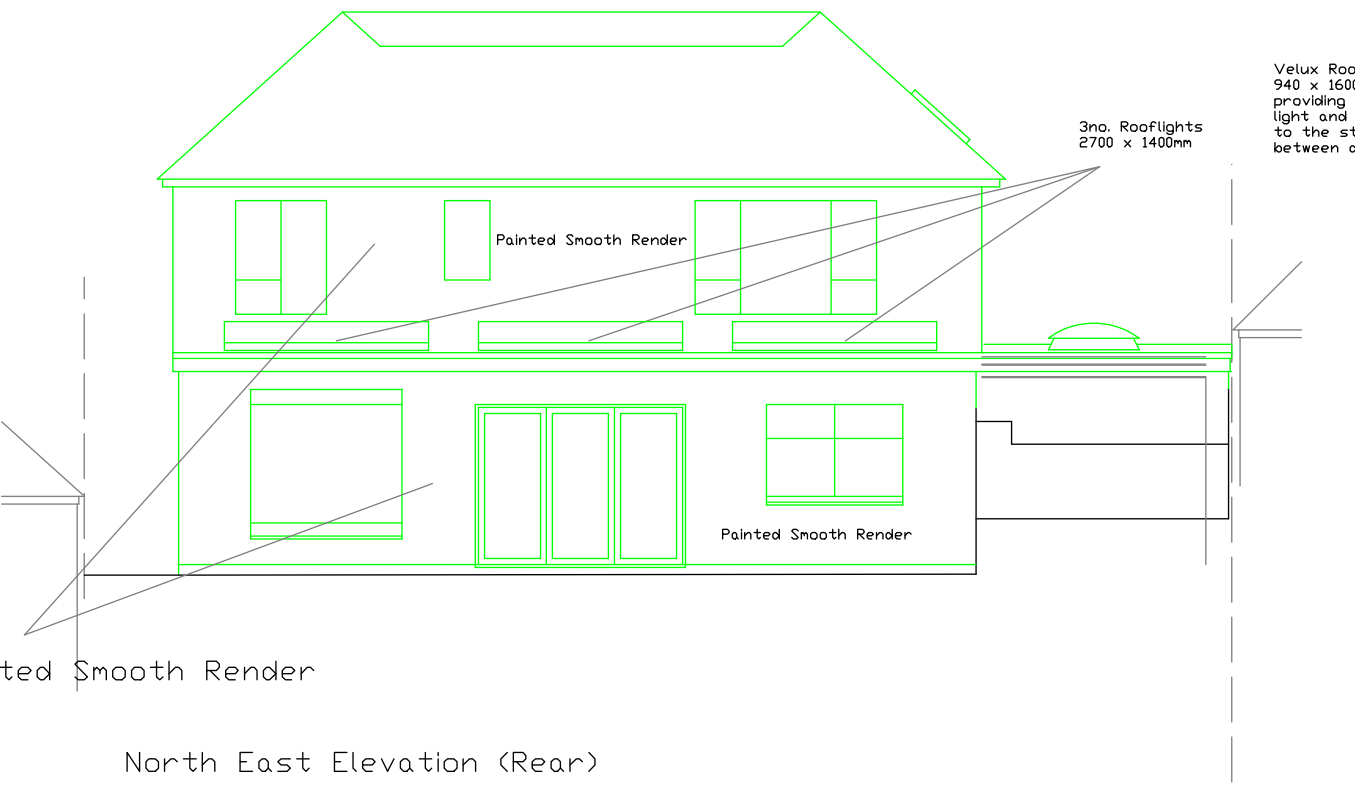 Velux Roo
940 x 1600
providing
light and
to the st
between
3no. Rooflights
2700 x 1400mm
Painted Smooth Render
Painted Smooth Render
ted Smooth Render
North East Elevation (Rear)